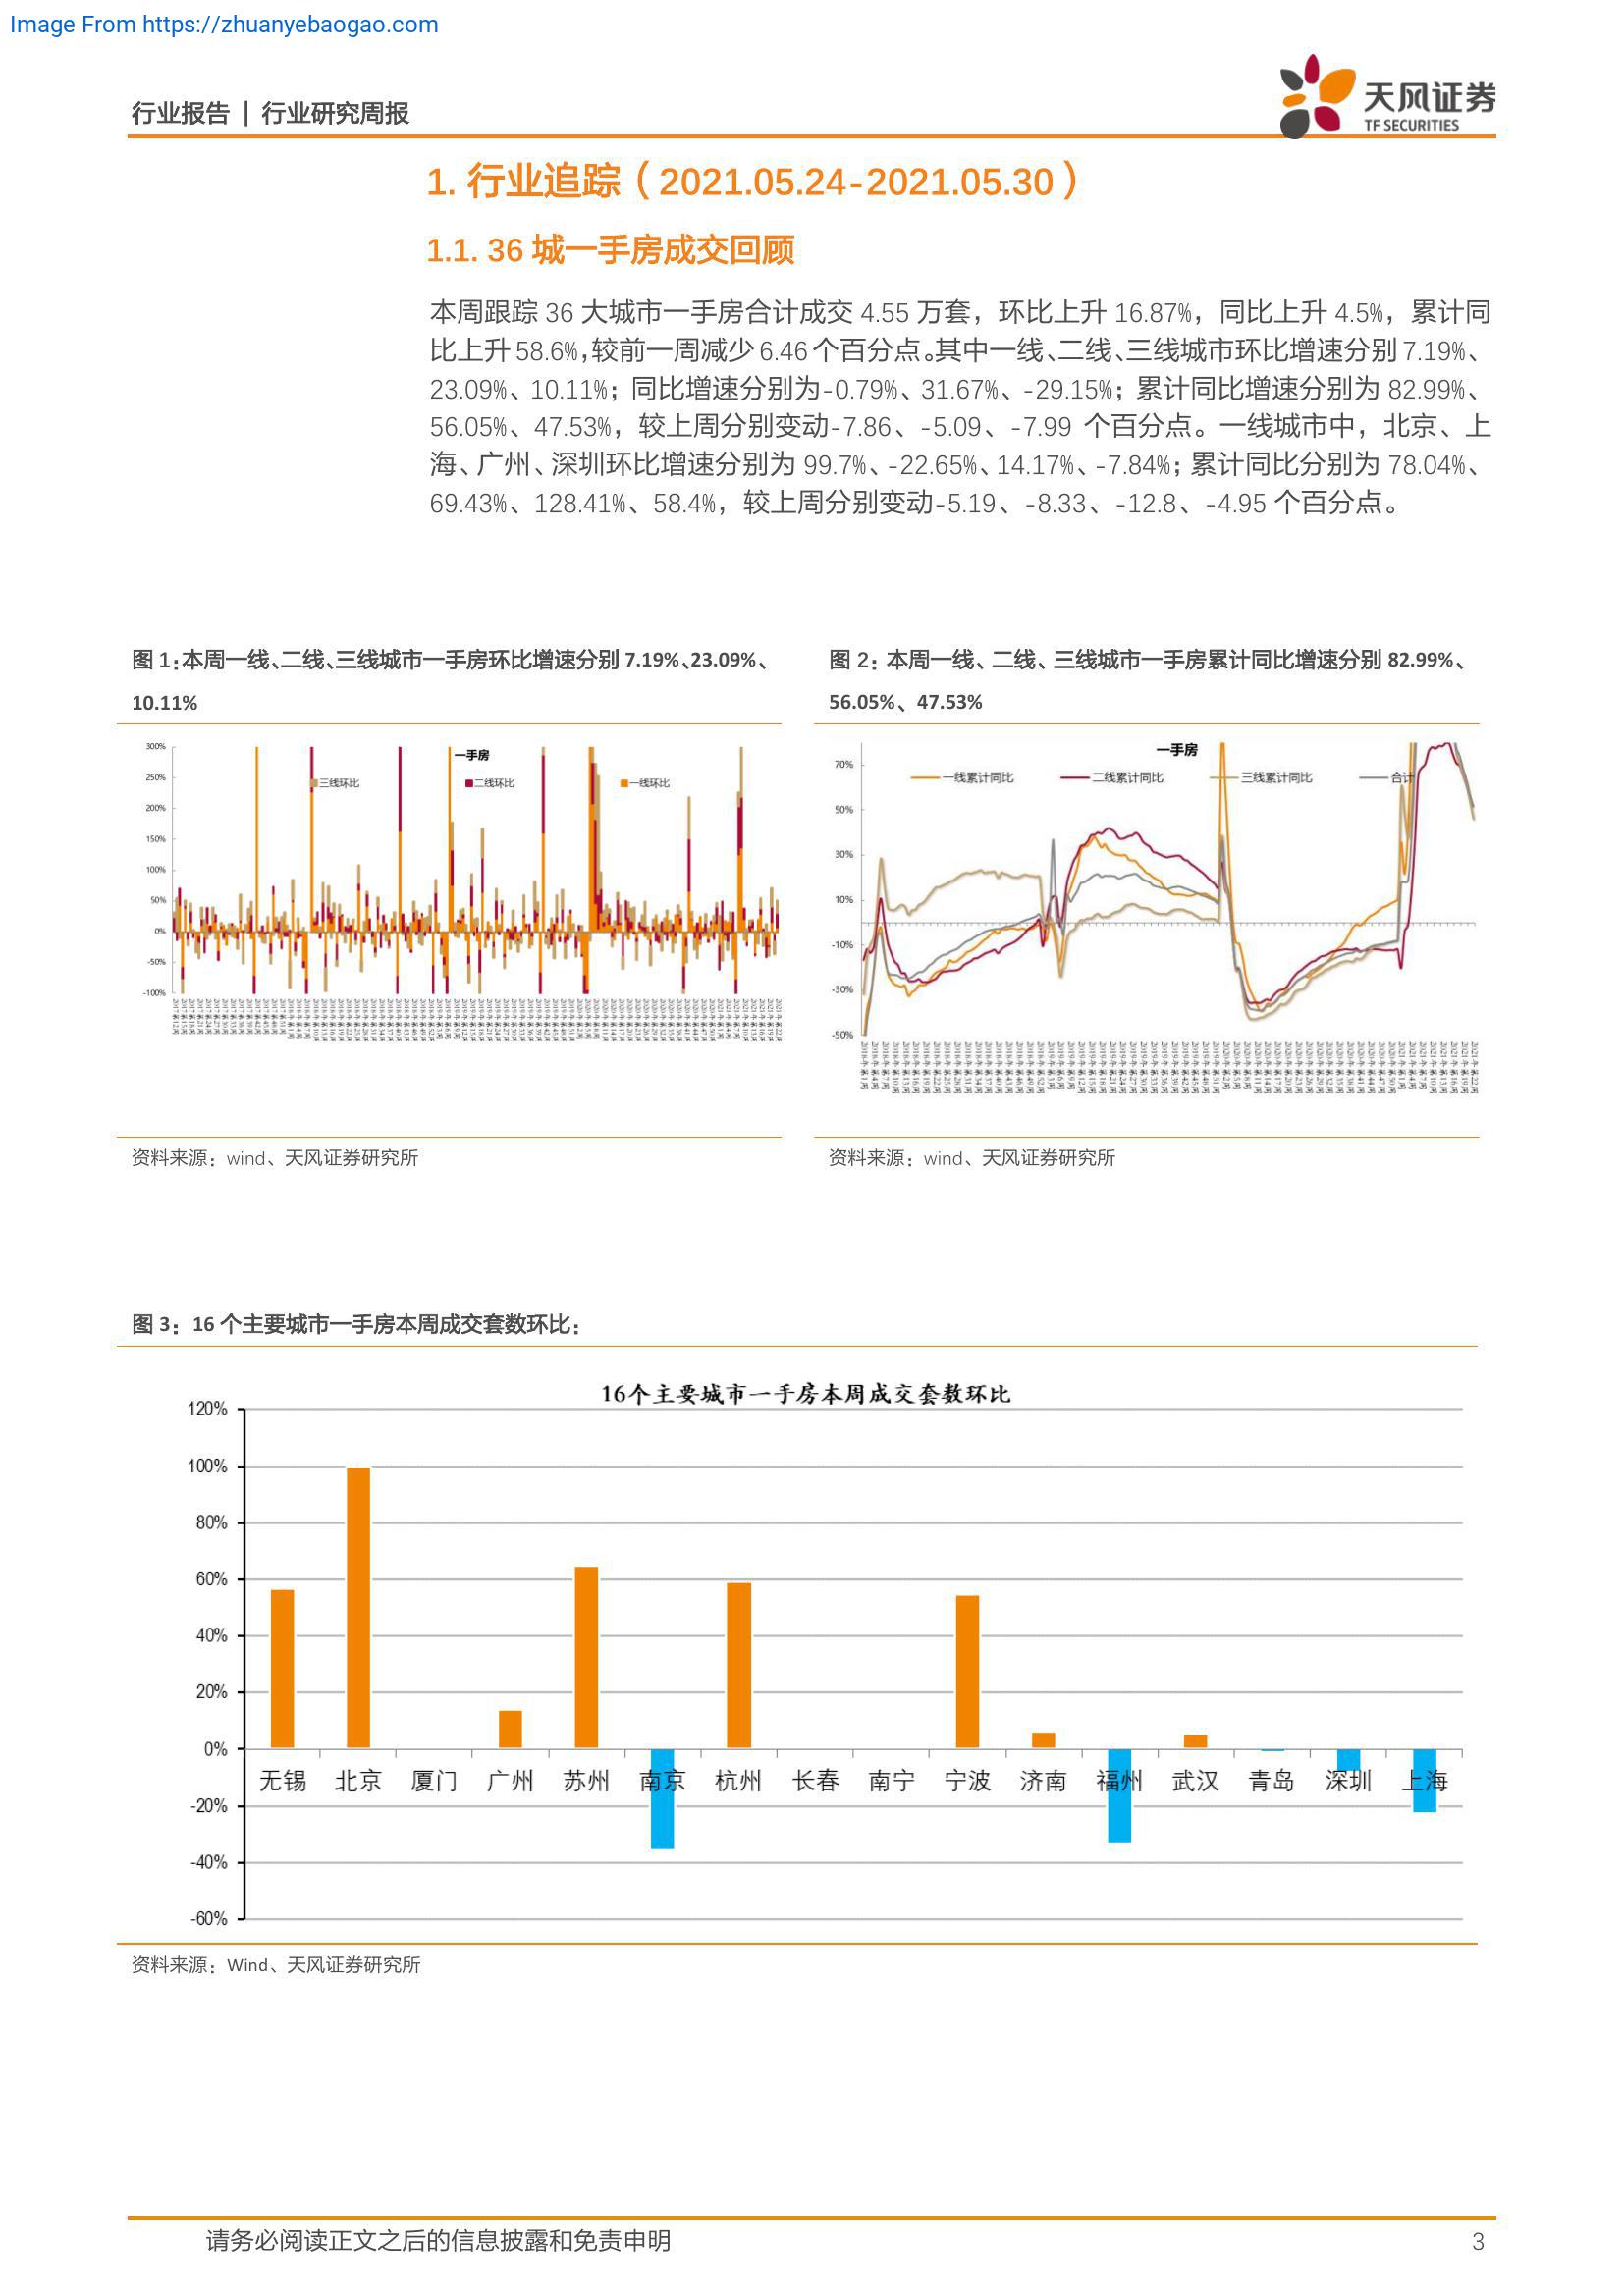 Image From https://zhuanyebaogao.com
行业报告 | 行业研究周报
天风证券
TF SECURITIES
1. 行业追踪（2021.05.24-2021.05.30）
1.1. 36 城一手房成交回顾
本周跟踪 36 大城市一手房合计成交 4.55 万套，环比上升 16.87%，同比上升 4.5%，累计同
比上升 58.6%，较前一周减少 6.46 个百分点。其中一线、二线、三线城市环比增速分别 7.19%、
23.09%、10.11%；同比增速分别为-0.79%、31.67%、-29.15%；累计同比增速分别为 82.99%、
56.05%、47.53%，较上周分别变动-7.86、-5.09、-7.99 个百分点。一线城市中，北京、上
海、广州、深圳环比增速分别为 99.7%、-22.65%、14.17%、-7.84%；累计同比分别为 78.04%、
69.43%、128.41%、58.4%，较上周分别变动-5.19、-8.33、-12.8、-4.95 个百分点。
图 1：本周一线、二线、三线城市一手房环比增速分别 7.19%、23.09%、
10.11%
一手房
三线环比 二线环比 一线环比
300%
250%
200%
150%
100%
50%
0%
-50%
-100%
资料来源：wind、天风证券研究所
图 2：本周一线、二线、三线城市一手房累计同比增速分别 82.99%、
56.05%、47.53%
一手房
一线累计同比 二线累计同比 三线累计同比 合计
70%
50%
30%
10%
-10%
-30%
-50%
资料来源：wind、天风证券研究所
图 3：16 个主要城市一手房本周成交套数环比：
16个主要城市一手房本周成交套数环比
120%
100%
80%
60%
40%
20%
0%
-20%
-40%
-60%
无锡 北京 厦门 广州 苏州 南京 杭州 长春 南宁 宁波 济南 福州 武汉 青岛 深圳 上海
资料来源：Wind、天风证券研究所
请务必阅读正文之后的信息披露和免责申明 3